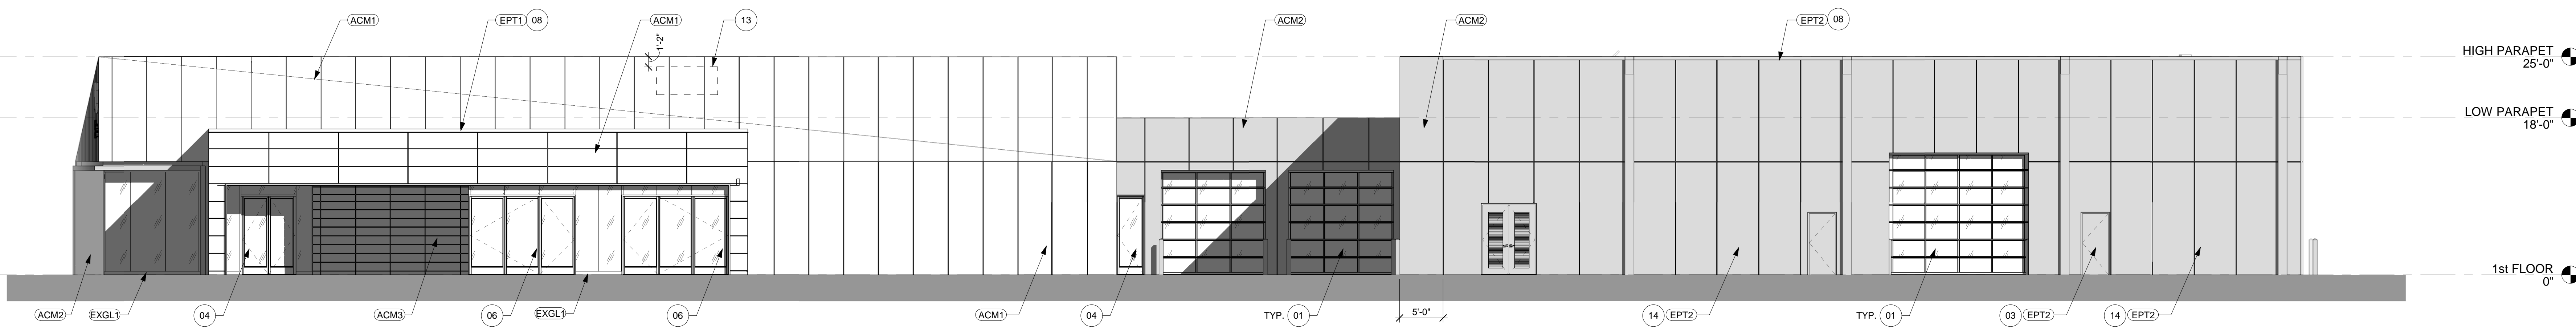 ACM1
EPT1 08
ACM1
13
ACM2
ACM2
EPT2 08
1'-2"
HIGH PARAPET
25'-0"
LOW PARAPET
18'-0"
1st FLOOR
0"
ACM2
EXGL1
04
ACM3
06
EXGL1
06
ACM1
04
TYP. 01
5'-0"
14 EPT2
TYP. 01
03 EPT2
14 EPT2